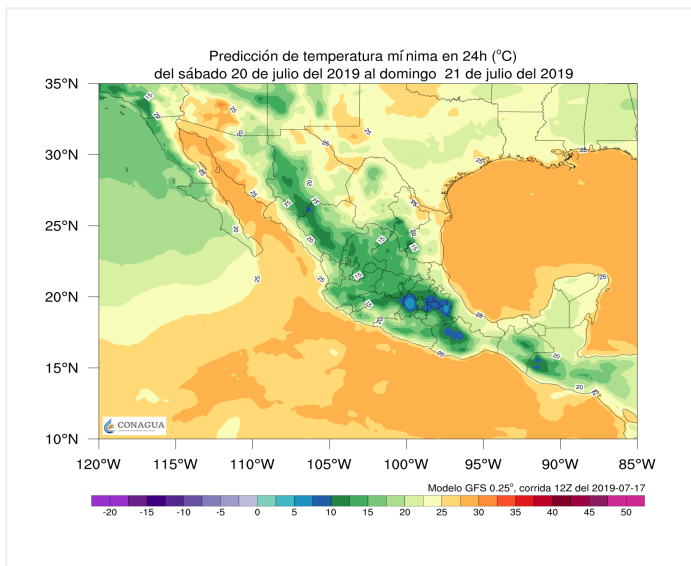 Predicción de temperatura mínima en 24h (°C)
del sábado 20 de julio del 2019 al domingo 21 de julio del 2019
35°N
30°N
25°N
20°N
15°N
10°N
CONAGUA
120°W 115°W 110°W 105°W 100°W 95°W 90°W 85°W
Modelo GFS 0.25°, corrida 12Z del 2019-07-17
-20 -15 -10 -5 0 5 10 15 20 25 30 35 40 45 50